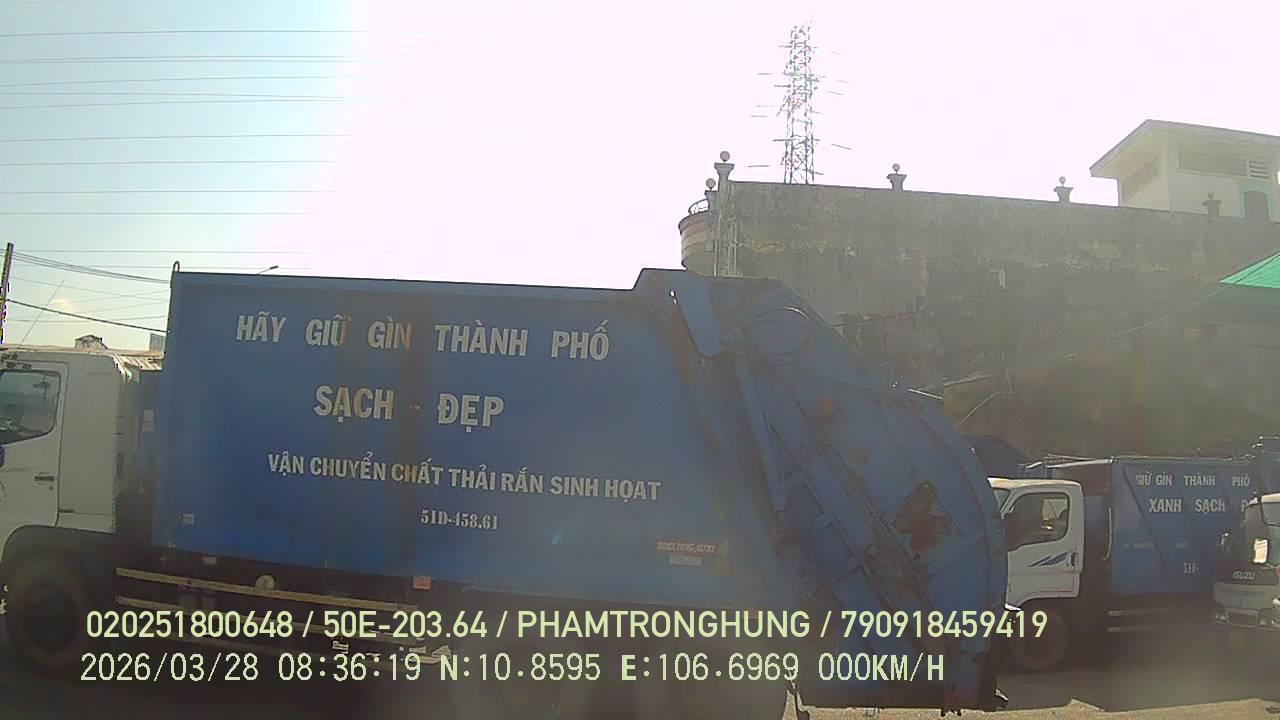 HÃY GIỮ GÌN THÀNH PHỐ
SẠCH - ĐẸP
VẬN CHUYỂN CHẤT THẢI RẮN SINH HOẠT
51D-458.61
GIỮ GÌN THÀNH PHỐ
XANH SẠCH
ISUZU
020251800648 / 50E-203.64 / PHAMTRONGHUNG / 790918459419
2026/03/28 08:36:19 N:10.8595 E:106.6969 000KM/H